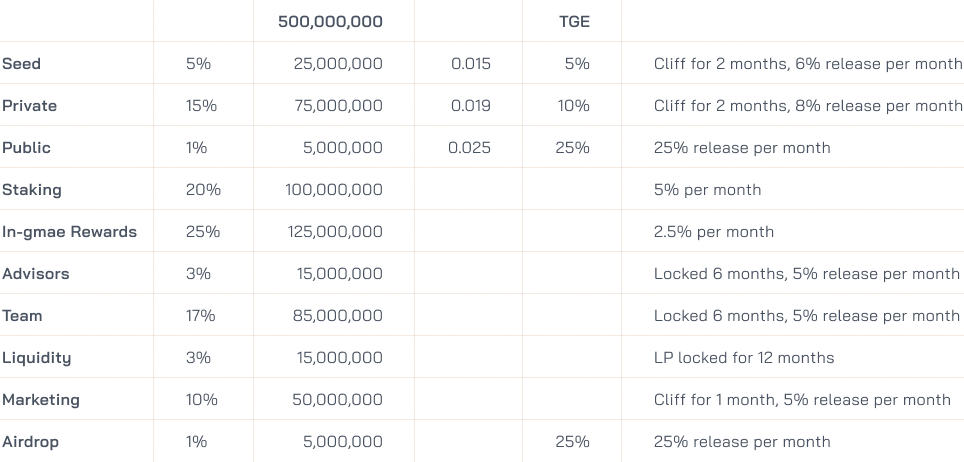 500,000,000 TGE
Seed 5% 25,000,000 0.015 5% Cliff for 2 months, 6% release per month
Private 15% 75,000,000 0.019 10% Cliff for 2 months, 8% release per month
Public 1% 5,000,000 0.025 25% 25% release per month
Staking 20% 100,000,000 5% per month
In-gmae Rewards 25% 125,000,000 2.5% per month
Advisors 3% 15,000,000 Locked 6 months, 5% release per month
Team 17% 85,000,000 Locked 6 months, 5% release per month
Liquidity 3% 15,000,000 LP locked for 12 months
Marketing 10% 50,000,000 Cliff for 1 month, 5% release per month
Airdrop 1% 5,000,000 25% 25% release per month